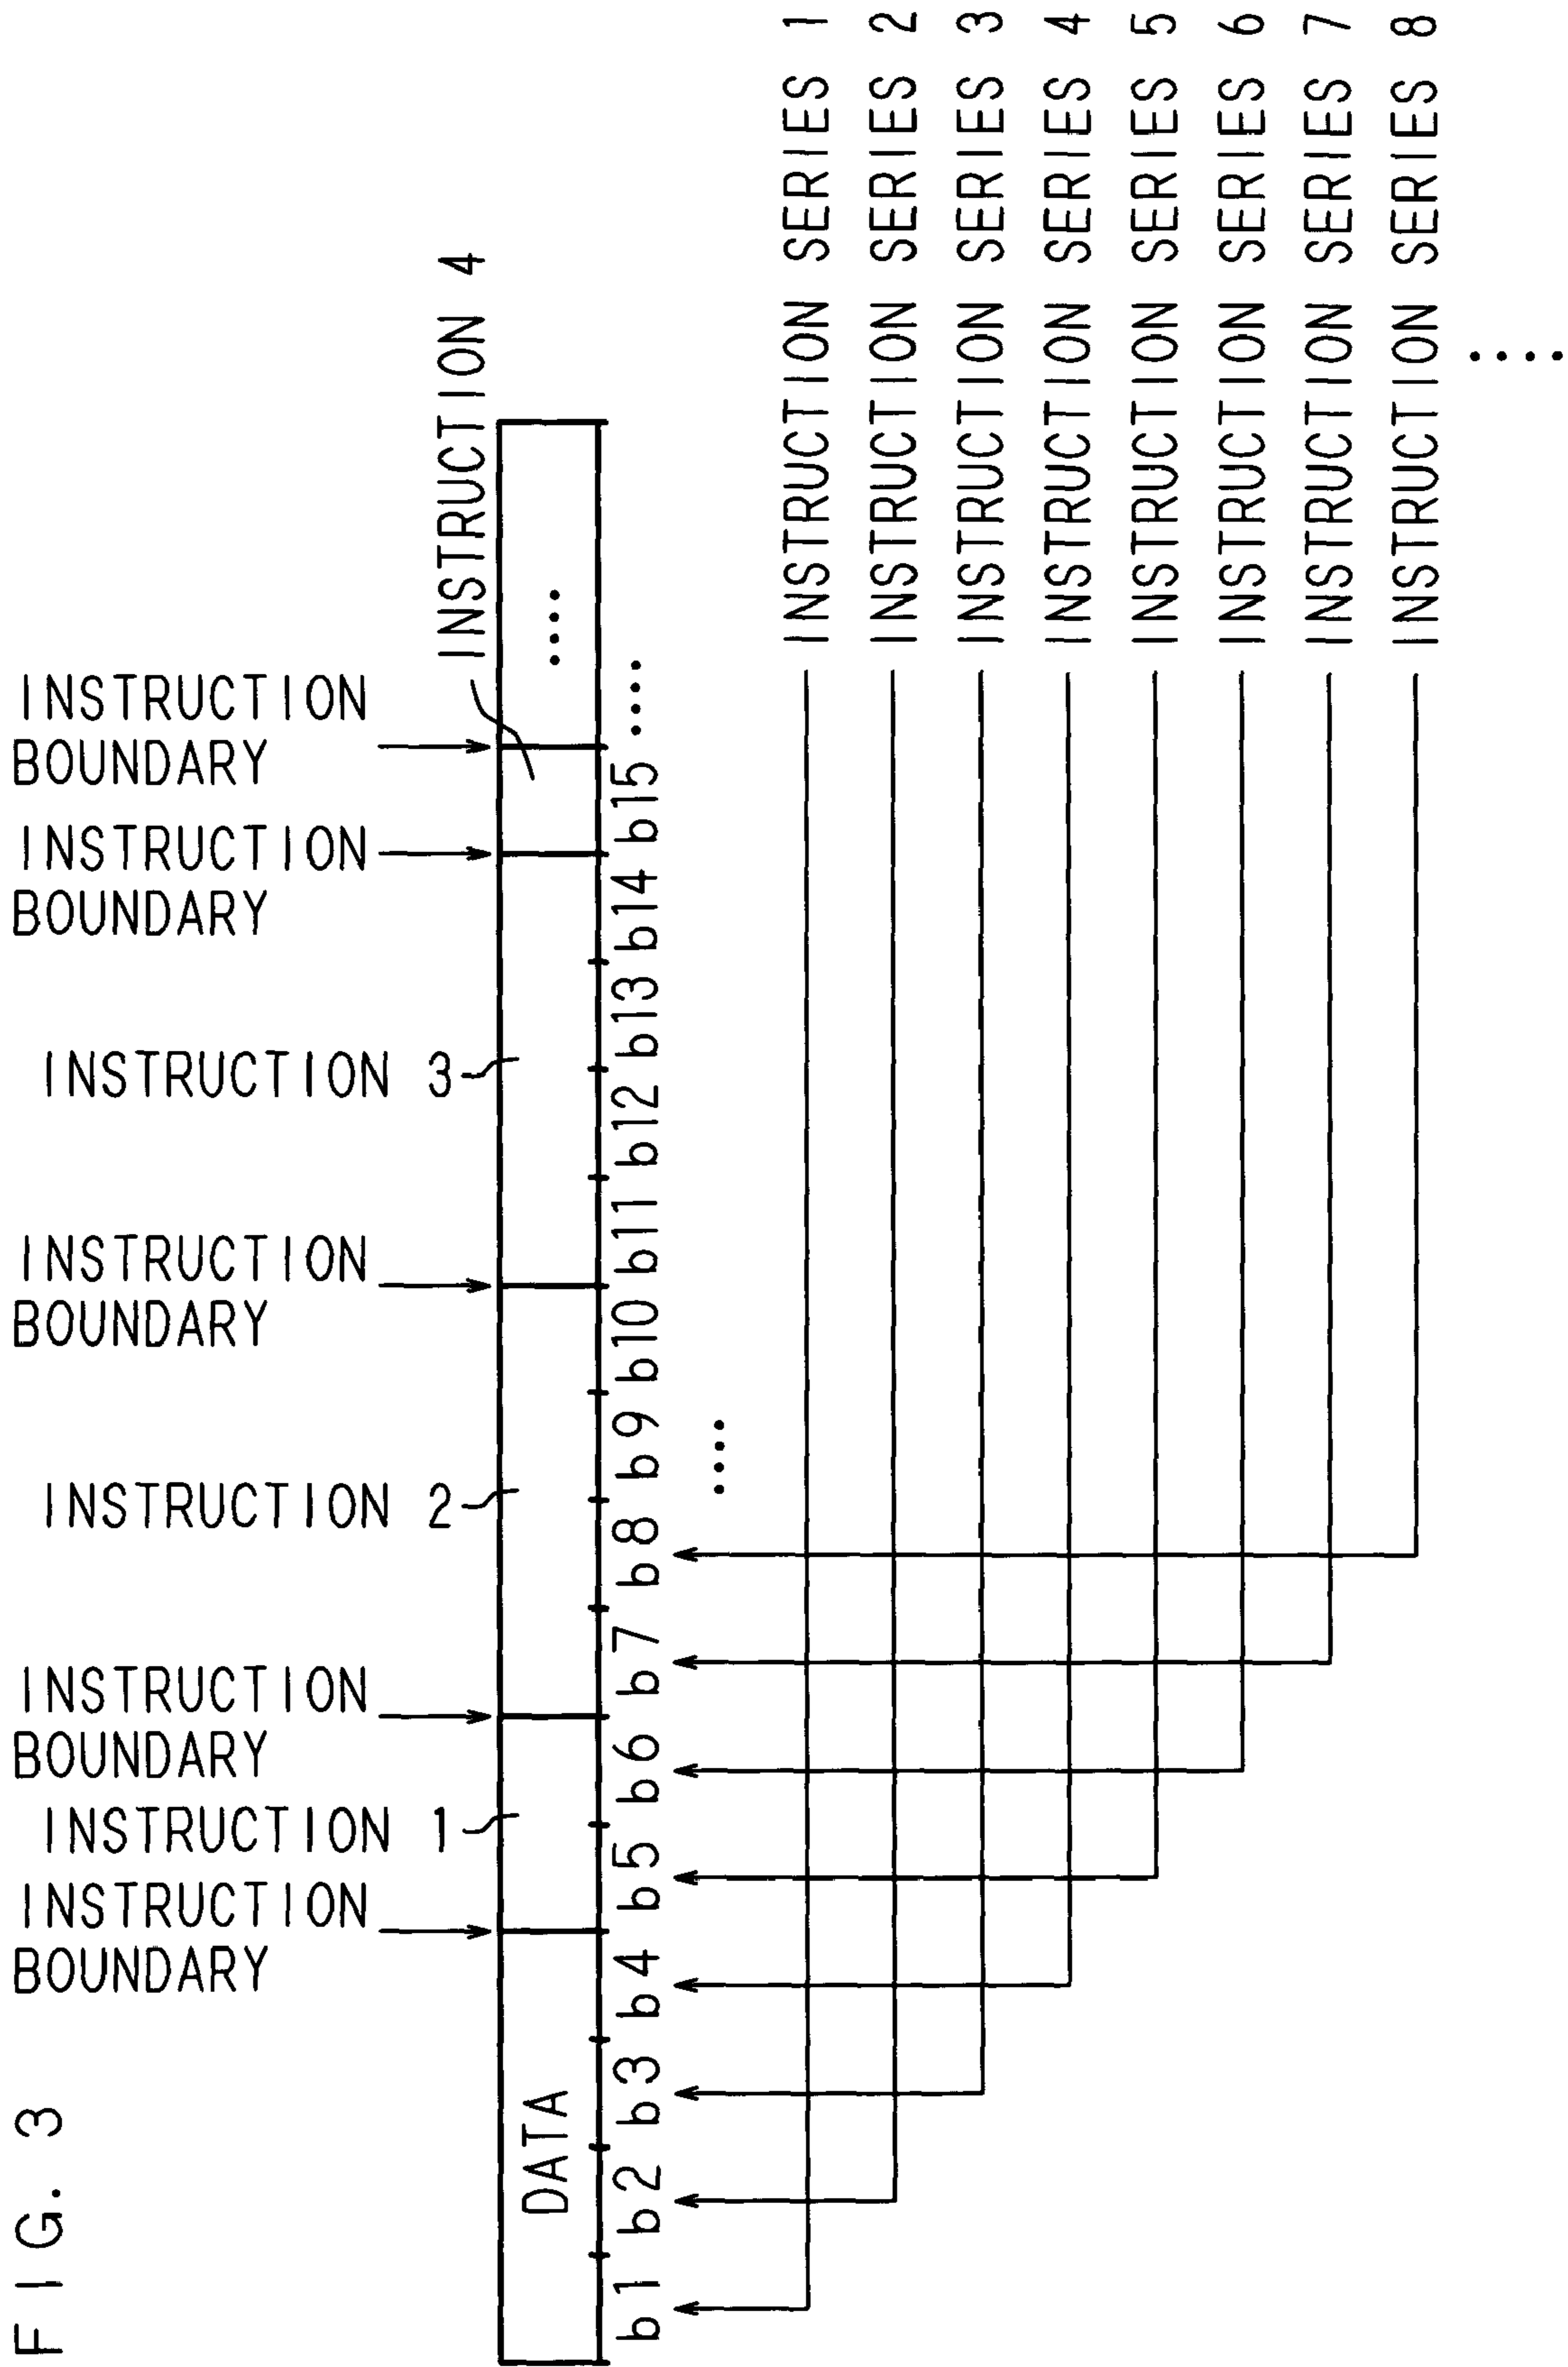 FIG. 3
INSTRUCTION
BOUNDARY
INSTRUCTION 1
INSTRUCTION
BOUNDARY
INSTRUCTION 2
INSTRUCTION
BOUNDARY
INSTRUCTION 3
INSTRUCTION
BOUNDARY
INSTRUCTION
BOUNDARY
INSTRUCTION 4
DATA ....
b1 b2 b3 b4 b5 b6 b7 b8 b9 b10 b11 b12 b13 b14 b15 ....
....
INSTRUCTION SERIES 1
INSTRUCTION SERIES 2
INSTRUCTION SERIES 3
INSTRUCTION SERIES 4
INSTRUCTION SERIES 5
INSTRUCTION SERIES 6
INSTRUCTION SERIES 7
INSTRUCTION SERIES 8
....